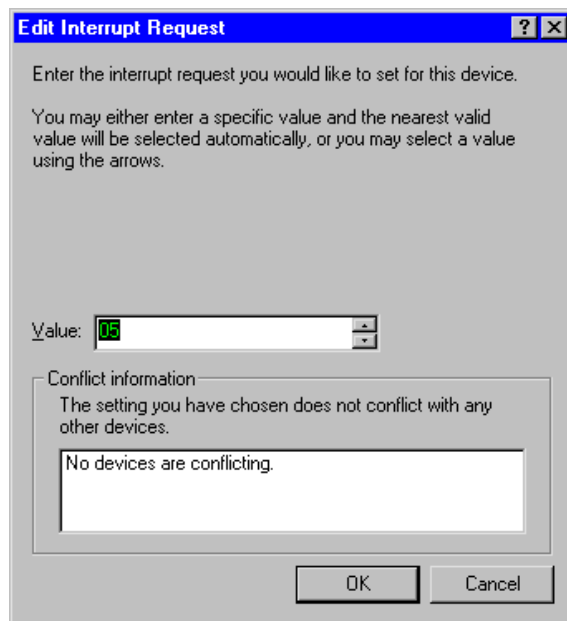 Edit Interrupt Request
Enter the interrupt request you would like to set for this device.
You may either enter a specific value and the nearest valid
value will be selected automatically, or you may select a value
using the arrows.
Value: 05
Conflict information
The setting you have chosen does not conflict with any
other devices.
No devices are conflicting.
OK Cancel